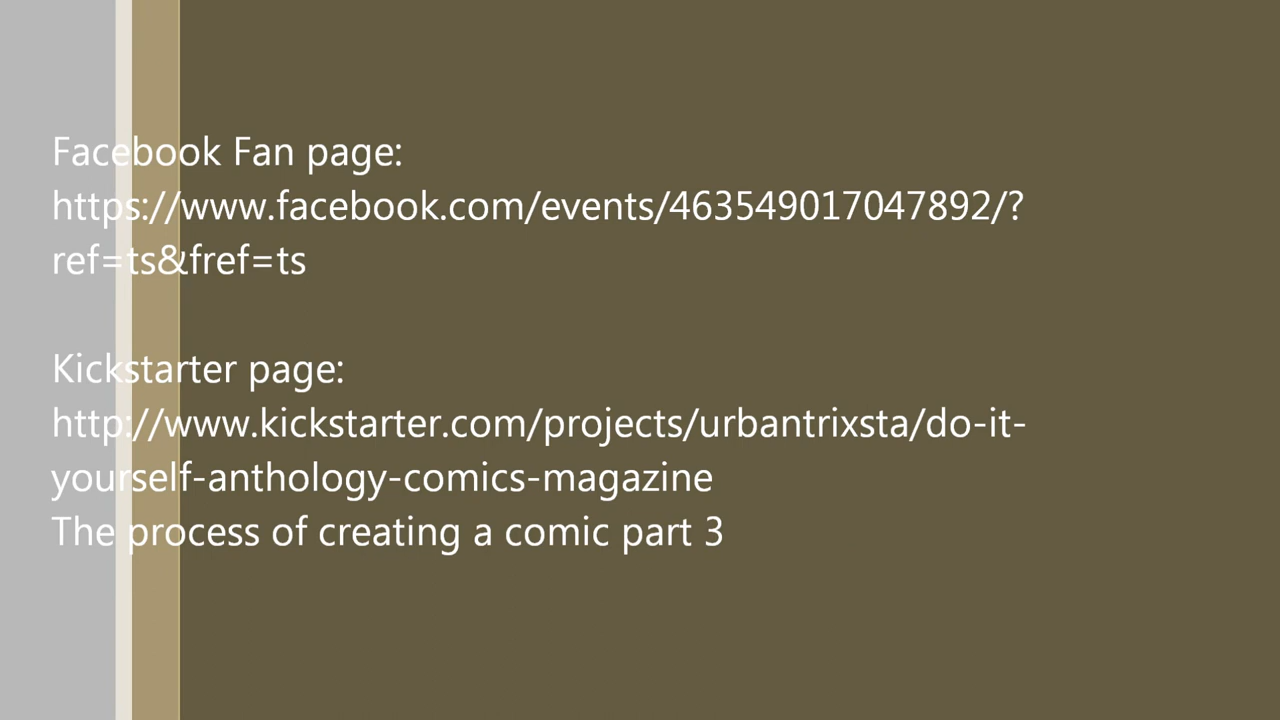 Facebook Fan page:
https://www.facebook.com/events/463549017047892/?
ref=ts&fref=ts
Kickstarter page:
http://www.kickstarter.com/projects/urbantrixsta/do-it-
yourself-anthology-comics-magazine
The process of creating a comic part 3